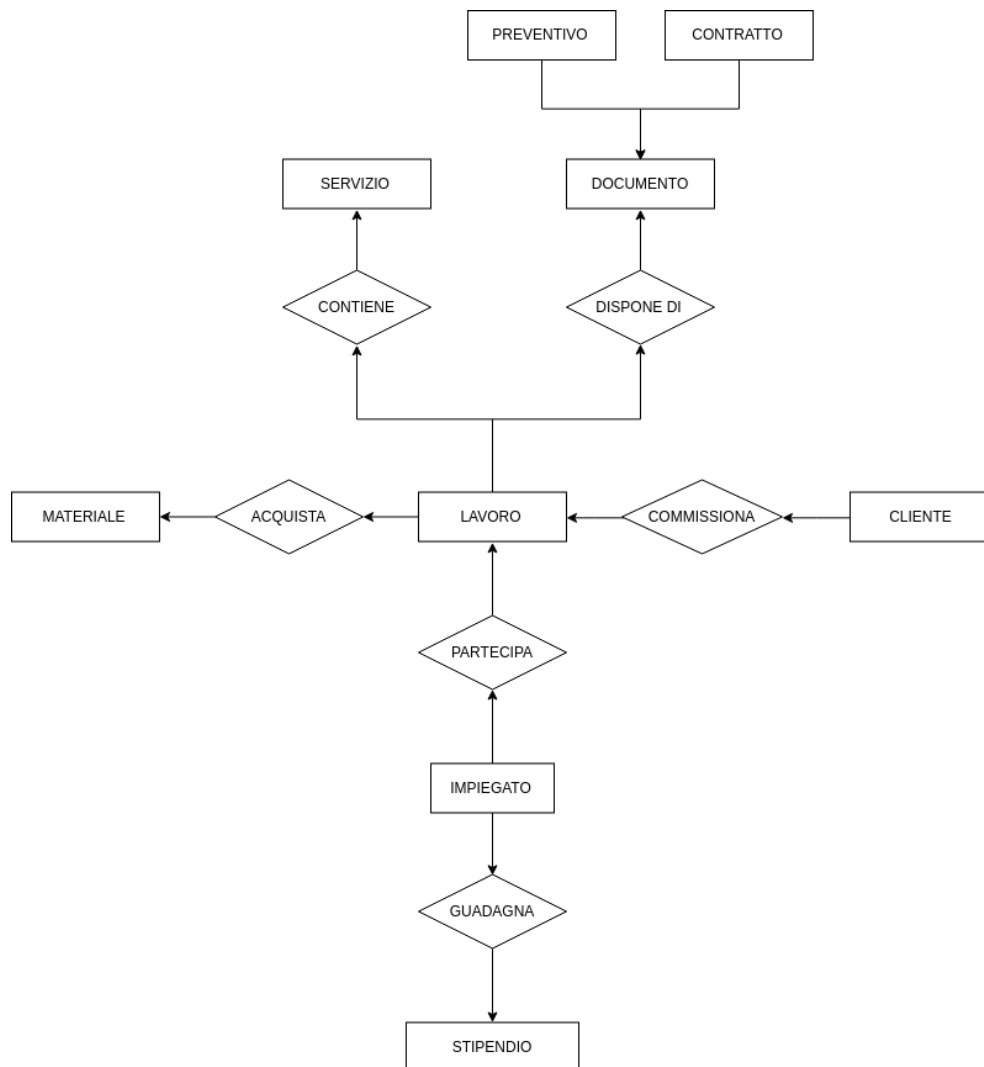 PREVENTIVO
CONTRATTO
SERVIZIO
DOCUMENTO
CONTIENE
DISPONE DI
MATERIALE
ACQUISTA
LAVORO
COMMISSIONA
CLIENTE
PARTECIPA
IMPIEGATO
GUADAGNA
STIPENDIO